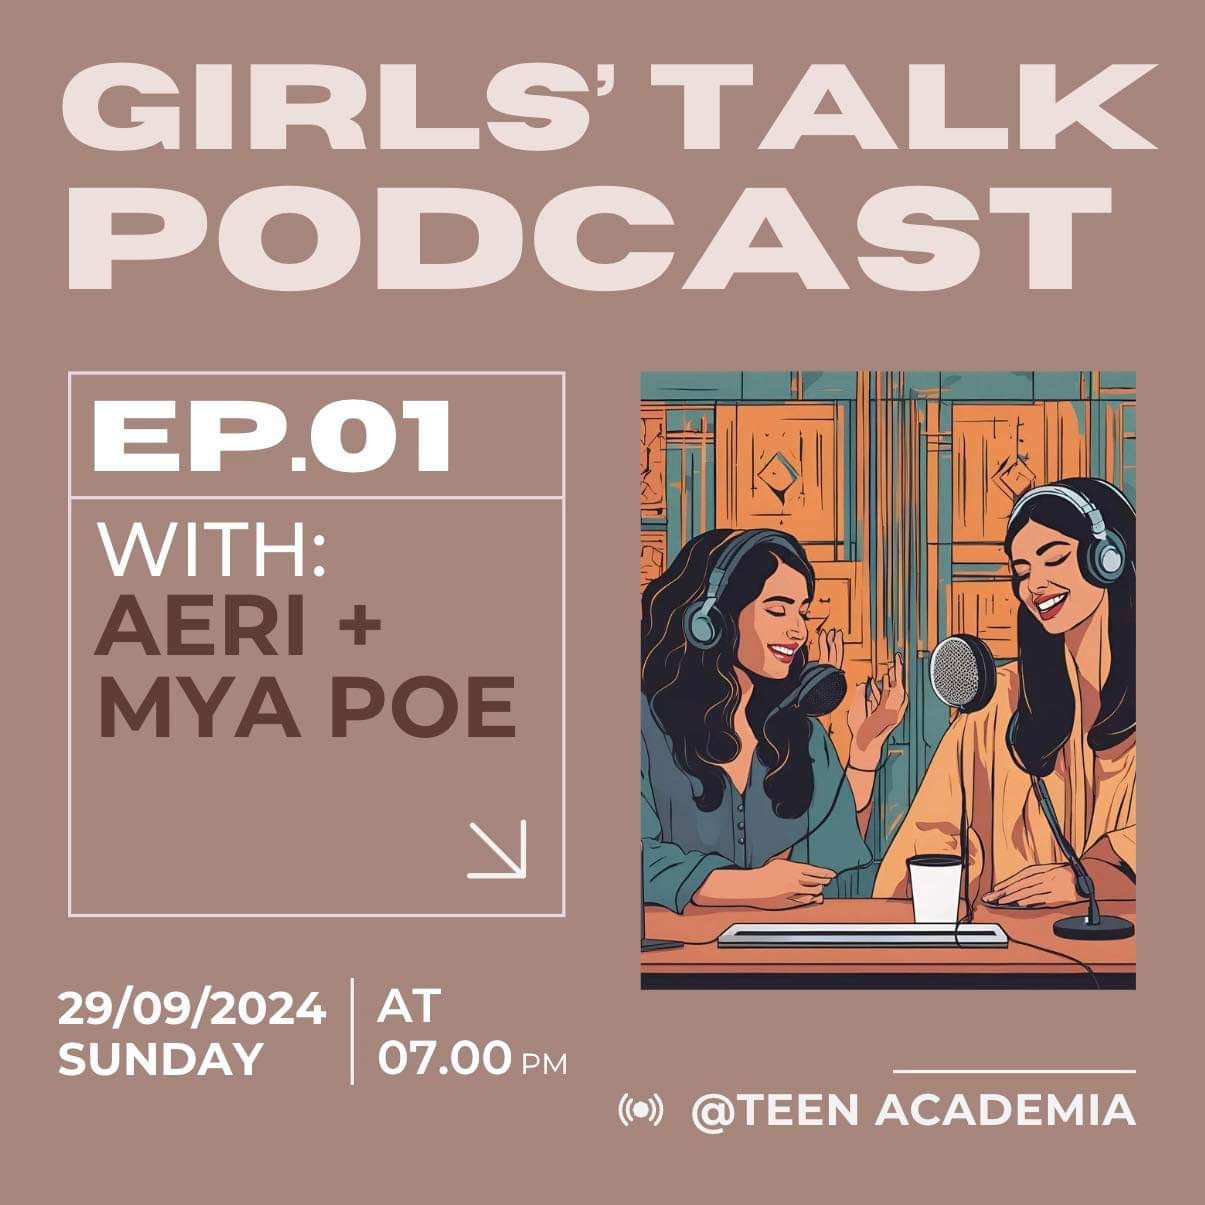 GIRLS’ TALK
PODCAST
EP.01
WITH:
AERI +
MYA POE
29/09/2024
SUNDAY
AT
07.00 PM
@TEEN ACADEMIA